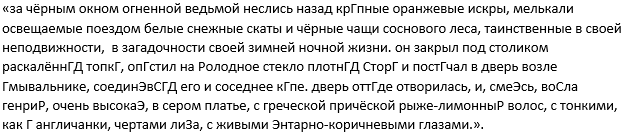 «за чёрным окном огненной ведьмой неслись назад крГпные оранжевые искры, мелькали
освещаемые поездом белые снежные скаты и чёрные чащи соснового леса, таинственные в своей
неподвижности,  в загадочности своей зимней ночной жизни. он закрыл под столиком
раскалённГД топкГ, опГстил на Rолодное стекло плотнГД СторГ и постГчал в дверь возле
Гмывальнике, соединЭвСГД его и соседнее кГпе. дверь оттГде отворилась, и, смеЭсь, воСла
генриР, очень высокаЭ, в сером платье, с греческой причёской рыже-лимонныР волос, с тонкими,
как Г англичанки, чертами лиЗа, с живыми Энтарно-коричневыми глазами.».